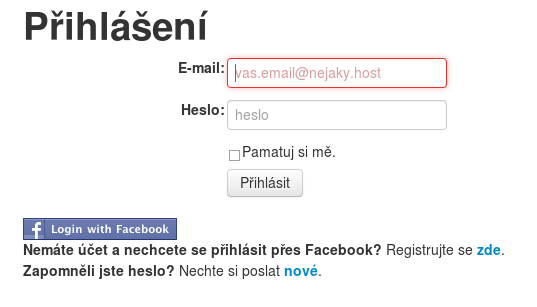 Přihlášení
E-mail: vas.email@nejaky.host
Heslo: heslo
Pamatuj si mě.
Přihlásit
f Login with Facebook
Nemáte účet a nechcete se přihlásit přes Facebook? Registrujte se zde.
Zapomněli jste heslo? Nechte si poslat nové.